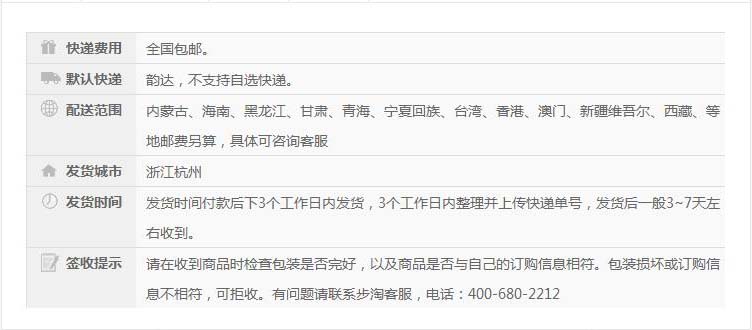 快递费用 全国包邮。
默认快递 韵达，不支持自选快递。
配送范围 内蒙古、海南、黑龙江、甘肃、青海、宁夏回族、台湾、香港、澳门、新疆维吾尔、西藏、等
地邮费另算，具体可咨询客服
发货城市 浙江杭州
发货时间 发货时间付款后下3个工作日内发货，3个工作日内整理并上传快递单号，发货后一般3~7天左
右收到。
签收提示 请在收到商品时检查包装是否完好，以及商品是否与自己的订购信息相符。包装损坏或订购信
息不相符，可拒收。有问题请联系步淘客服，电话：400-680-2212